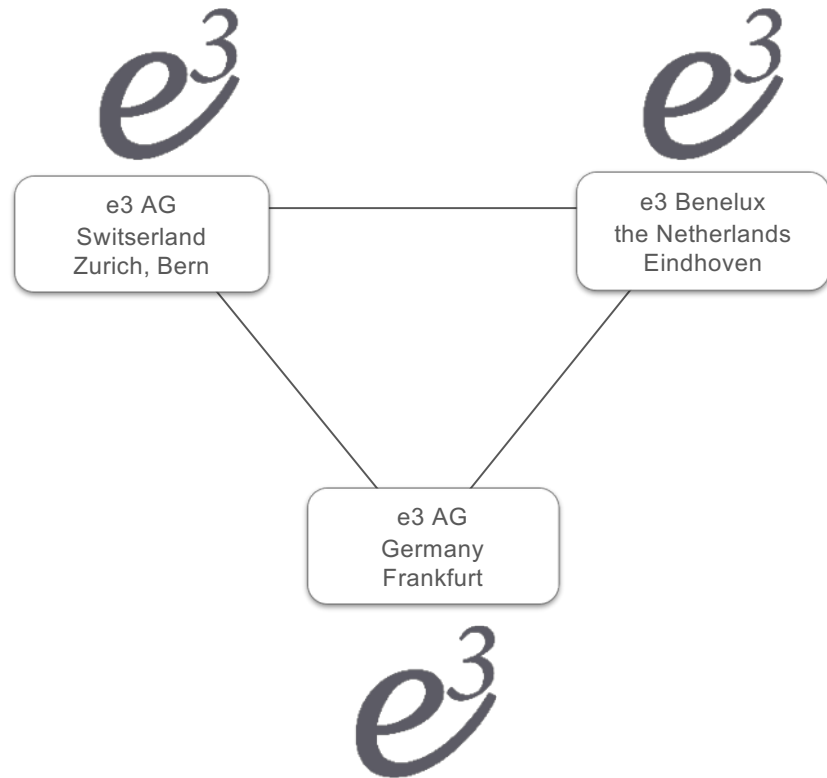 e3
e3
e3 AG
Switserland
Zurich, Bern
e3 Benelux
the Netherlands
Eindhoven
e3 AG
Germany
Frankfurt
e3